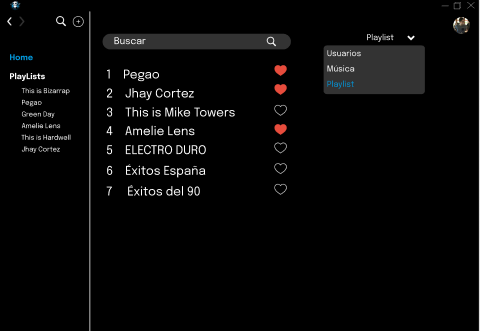 Home
PlayLists
This is Bizarrap
Pegao
Green Day
Amelie Lens
This is Hardwell
Jhay Cortez
Buscar
1 Pegao
2 Jhay Cortez
3 This is Mike Towers
4 Amelie Lens
5 ELECTRO DURO
6 Éxitos España
7 Éxitos del 90
Playlist
Usuarios
Música
Playlist